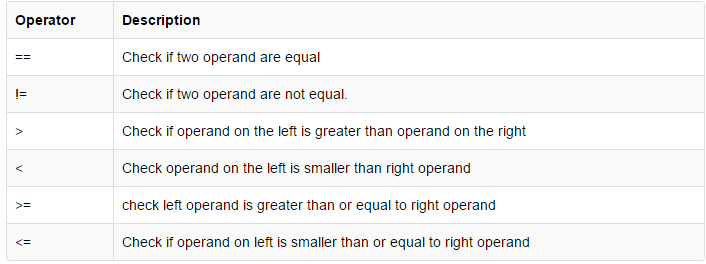 Operator Description
== Check if two operand are equal
!= Check if two operand are not equal.
> Check if operand on the left is greater than operand on the right
< Check operand on the left is smaller than right operand
>= check left operand is greater than or equal to right operand
<= Check if operand on left is smaller than or equal to right operand